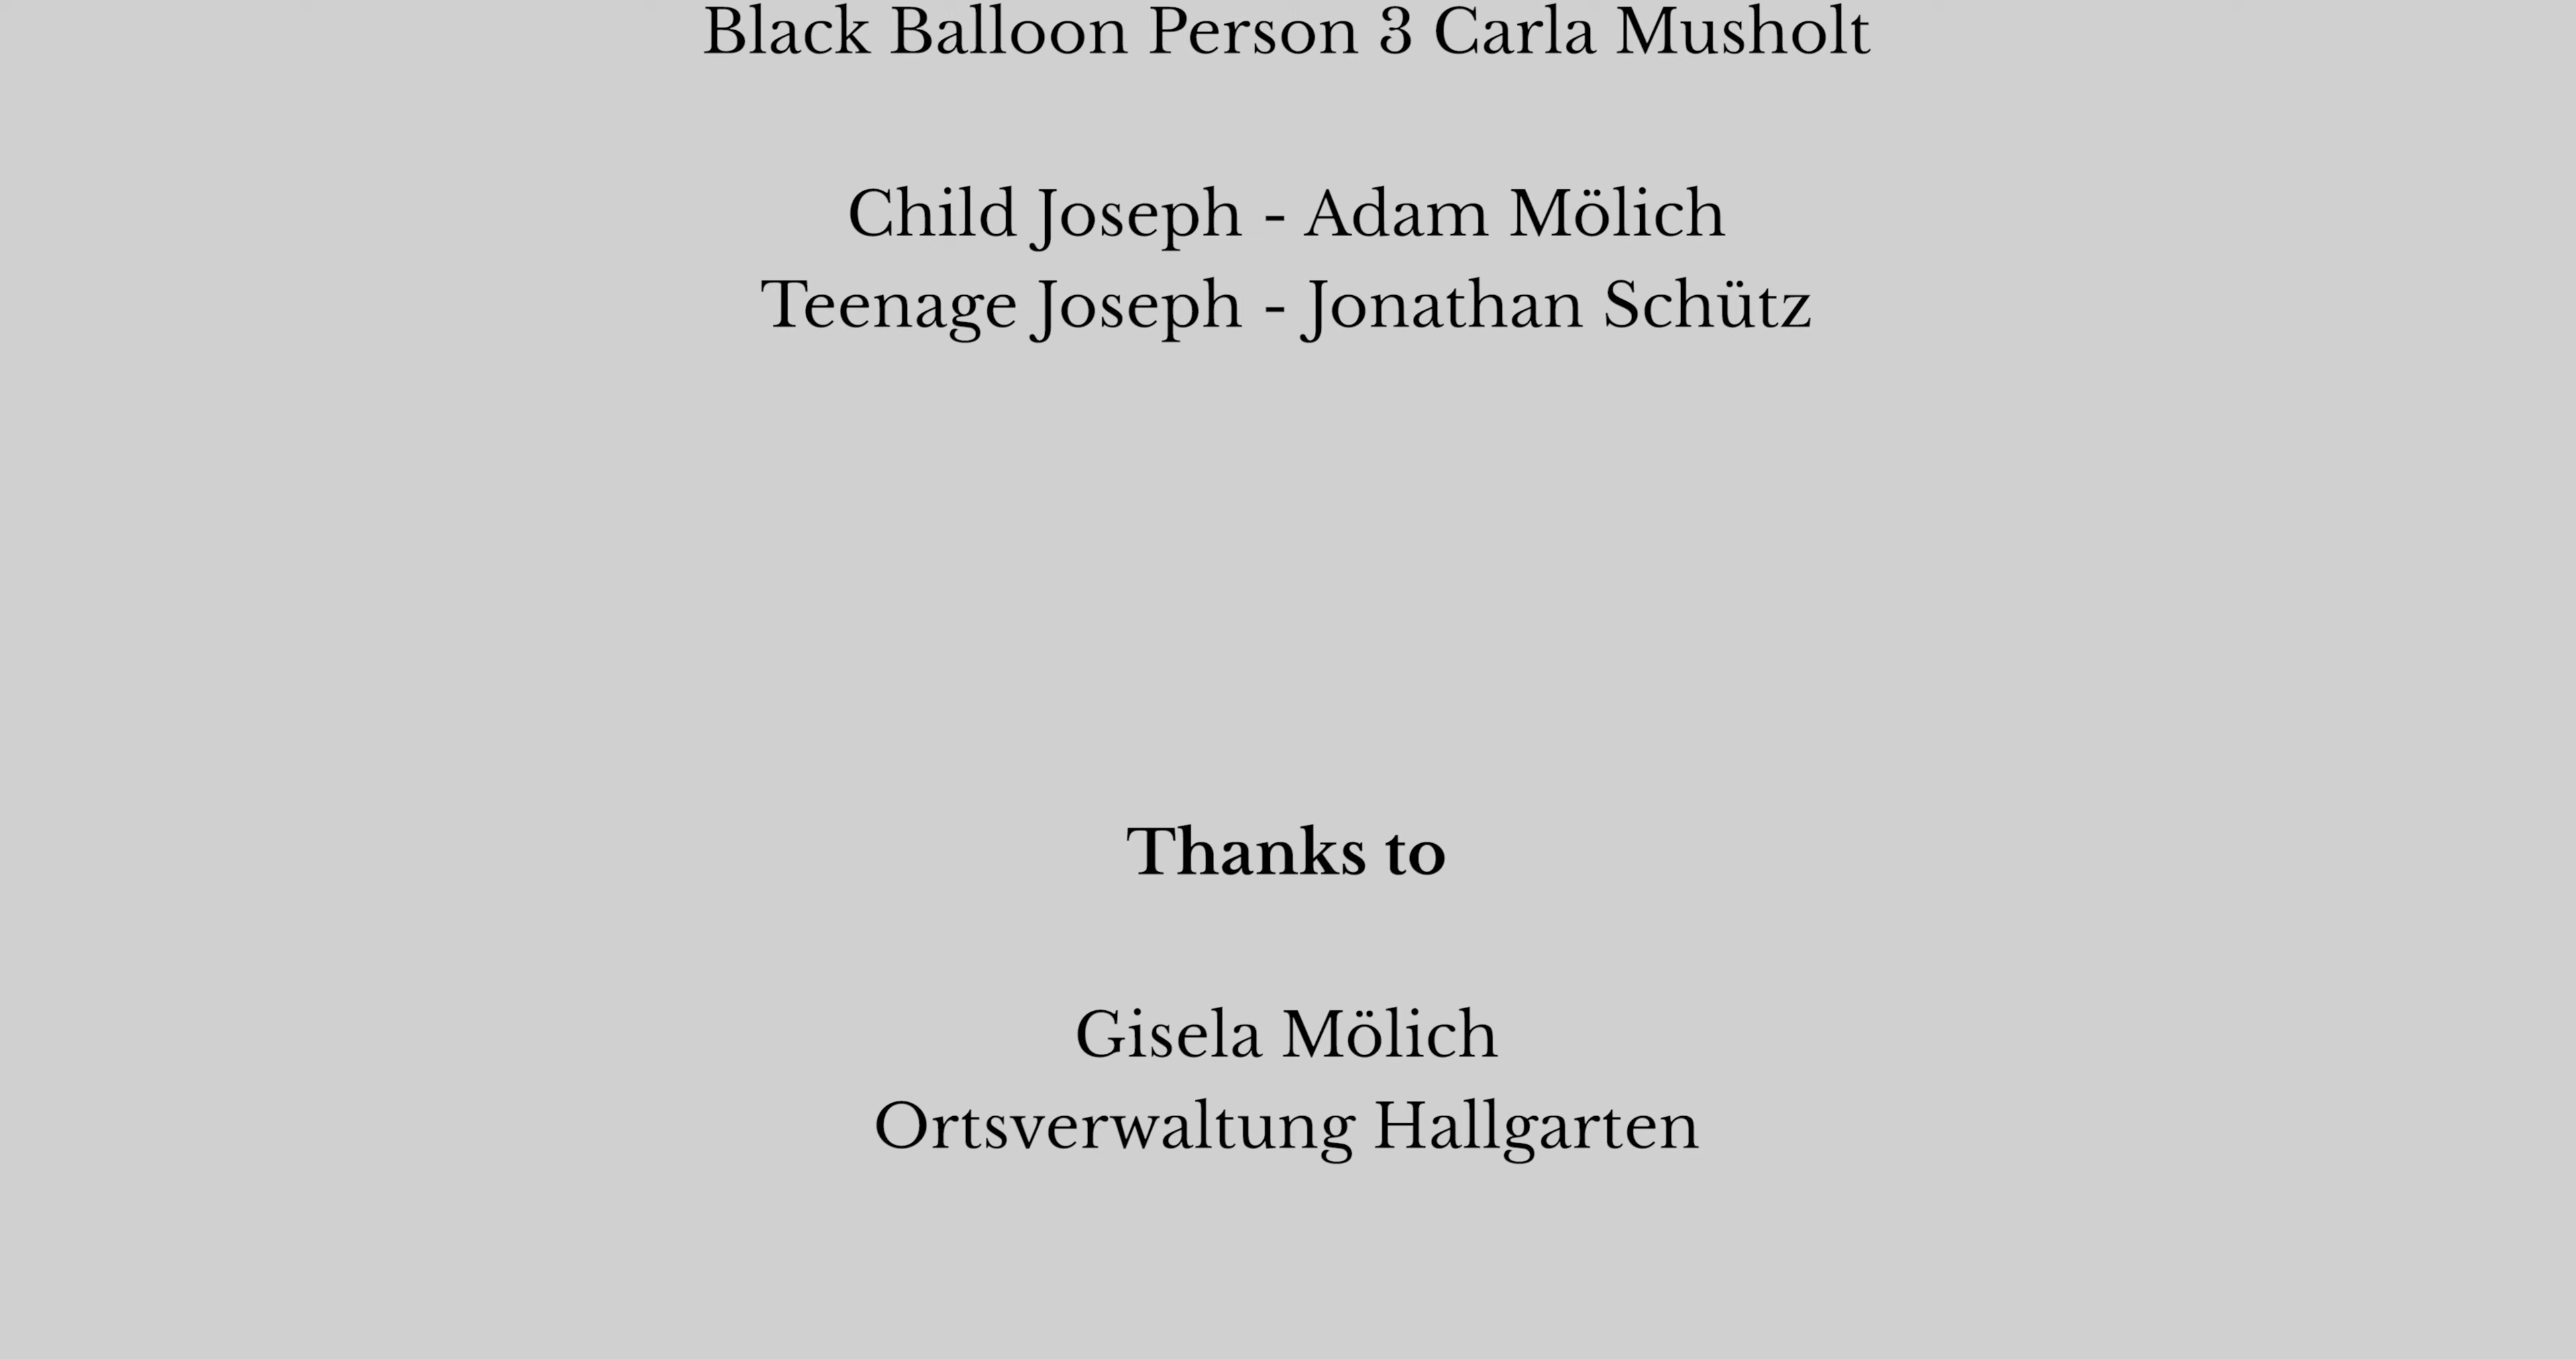 Black Balloon Person 3 Carla Musholt
Child Joseph - Adam Mölich
Teenage Joseph - Jonathan Schütz
Thanks to
Gisela Mölich
Ortsverwaltung Hallgarten